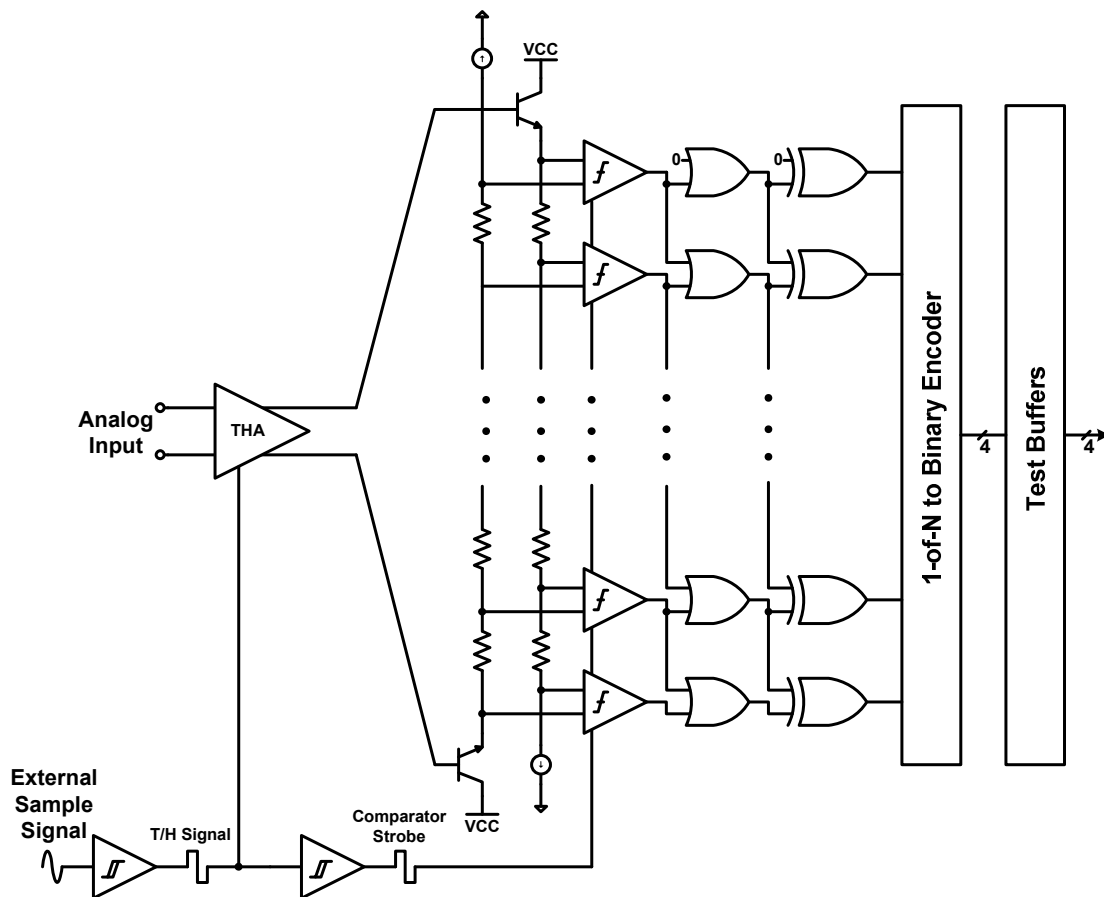 VCC
0
0
Analog
Input
THA
1-of-N to Binary Encoder
4
Test Buffers
4
External
Sample
Signal
T/H Signal
Comparator
Strobe
VCC